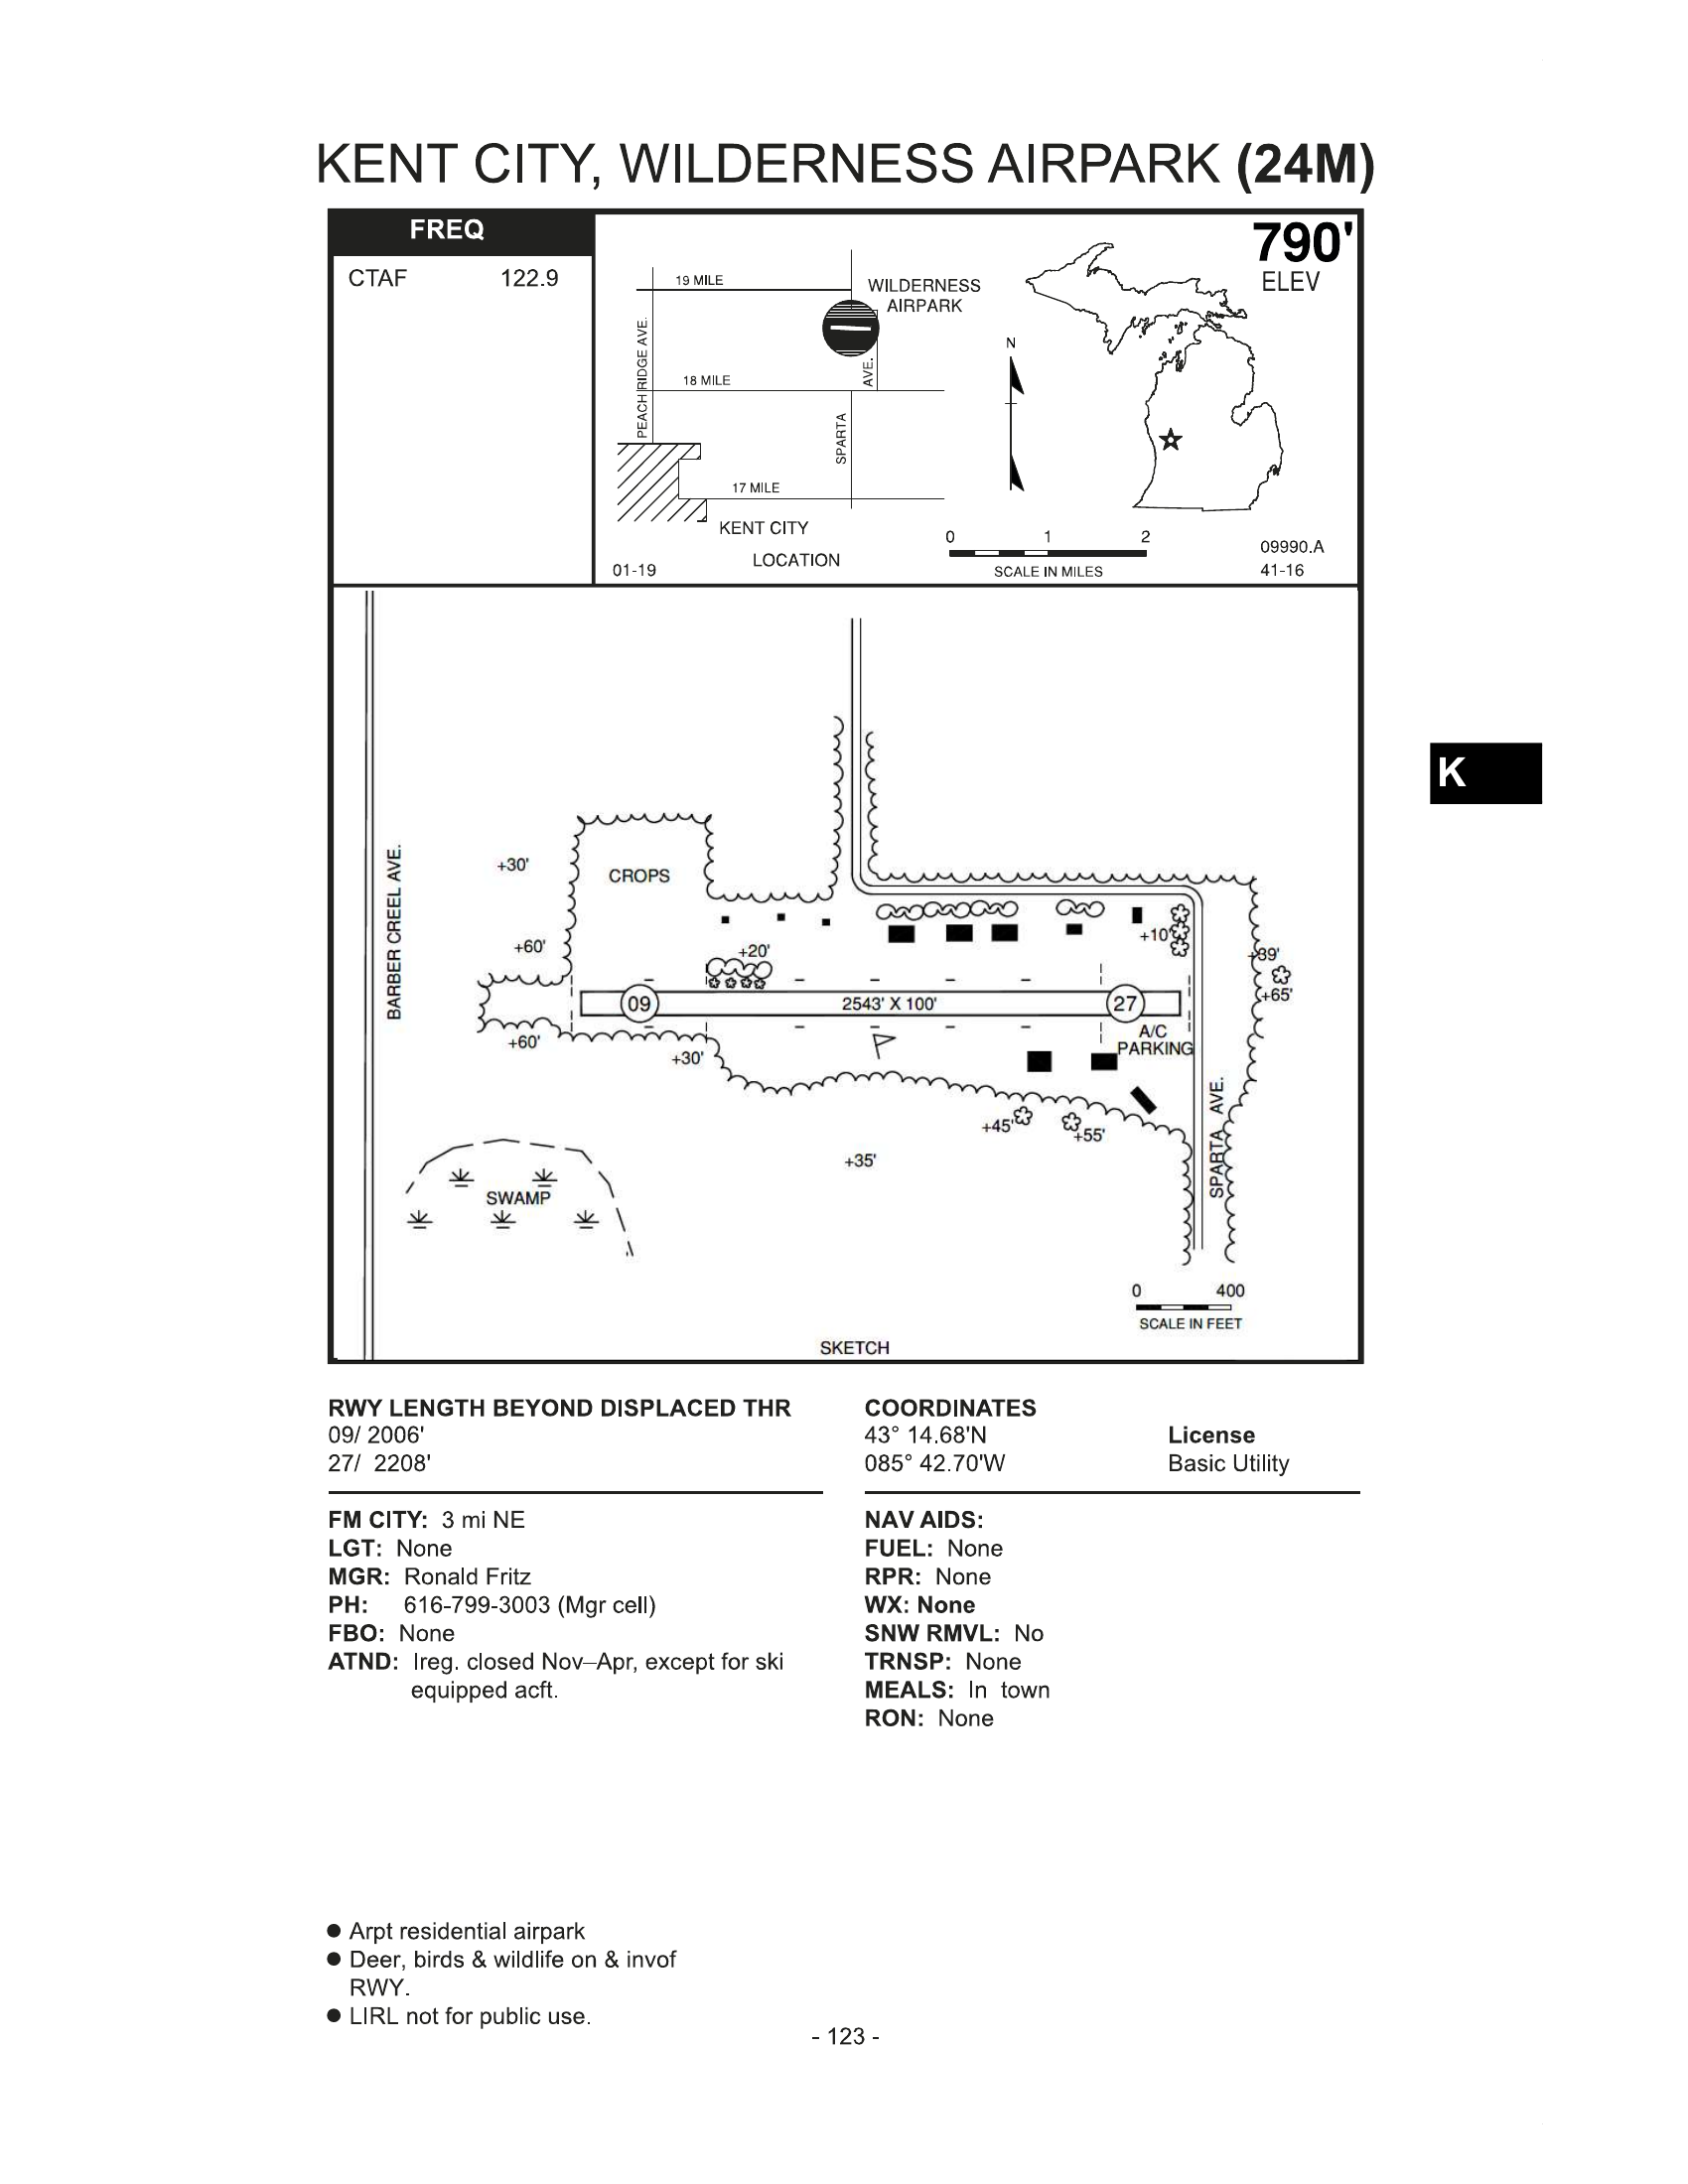 KENT CITY, WILDERNESS AIRPARK (24M)
FREQ
CTAF 122.9
790'
ELEV
19 MILE
WILDERNESS
AIRPARK
PEACH RIDGE AVE.
18 MILE
AVE.
SPARTA
17 MILE
KENT CITY
LOCATION
01-19
N
0 1 2
SCALE IN MILES
09990.A
41-16
K
BARBER CREEL AVE.
+30'
CROPS
+60'
+20'
+10'
+39'
+65'
09
2543' X 100'
27
+60'
+30'
A/C
PARKING
+45'
+55'
+35'
SPARTA AVE.
SWAMP
0 400
SCALE IN FEET
SKETCH
RWY LENGTH BEYOND DISPLACED THR
09/ 2006'
27/ 2208'
COORDINATES
43° 14.68'N
085° 42.70'W
License
Basic Utility
FM CITY: 3 mi NE
LGT: None
MGR: Ronald Fritz
PH: 616-799-3003 (Mgr cell)
FBO: None
ATND: Ireg. closed Nov–Apr, except for ski
equipped acft.
NAV AIDS:
FUEL: None
RPR: None
WX: None
SNW RMVL: No
TRNSP: None
MEALS: In town
RON: None
● Arpt residential airpark
● Deer, birds & wildlife on & invof
RWY.
● LIRL not for public use.
- 123 -